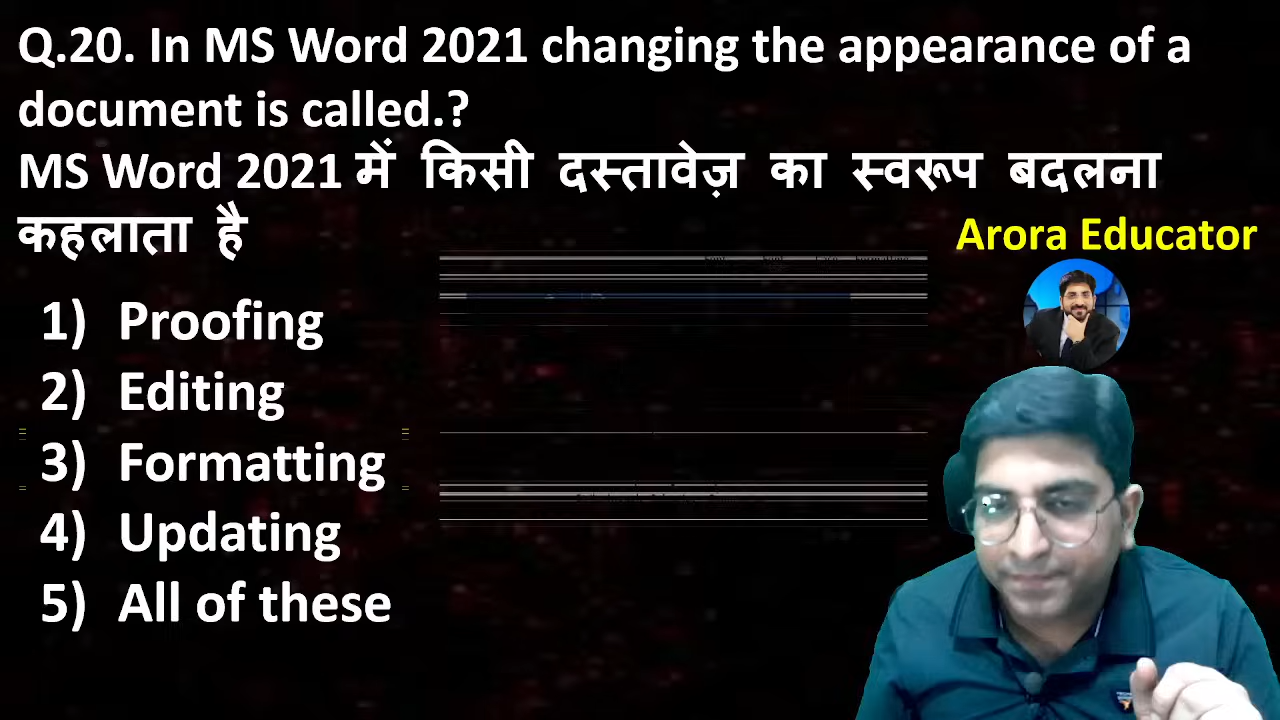 Q.20. In MS Word 2021 changing the appearance of a
document is called.?
MS Word 2021 में किसी दस्तावेज़ का स्वरूप बदलना
कहलाता है
Arora Educator
1) Proofing
2) Editing
3) Formatting
4) Updating
5) All of these